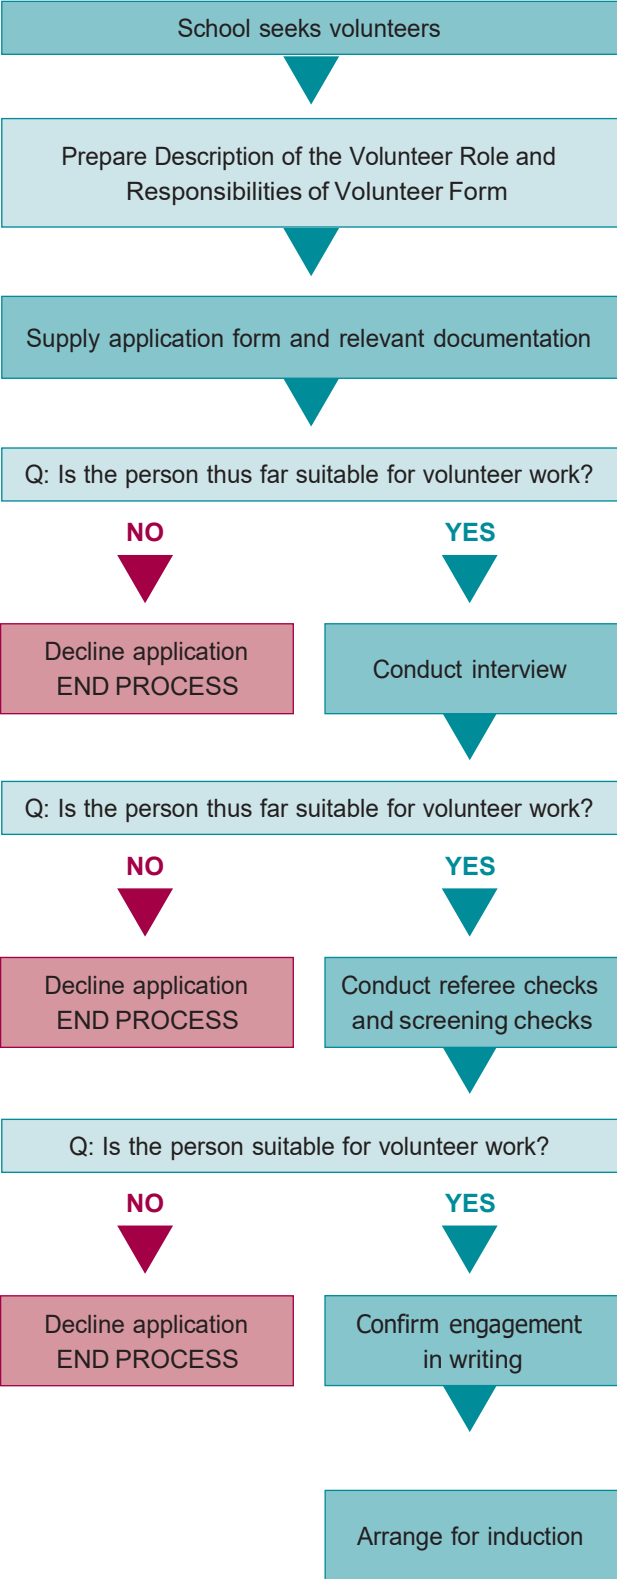 School seeks volunteers
Prepare Description of the Volunteer Role and
Responsibilities of Volunteer Form
Supply application form and relevant documentation
Q: Is the person thus far suitable for volunteer work?
NO
YES
Decline application
END PROCESS
Conduct interview
Q: Is the person thus far suitable for volunteer work?
NO
YES
Decline application
END PROCESS
Conduct referee checks
and screening checks
Q: Is the person suitable for volunteer work?
NO
YES
Decline application
END PROCESS
Confirm engagement
in writing
Arrange for induction